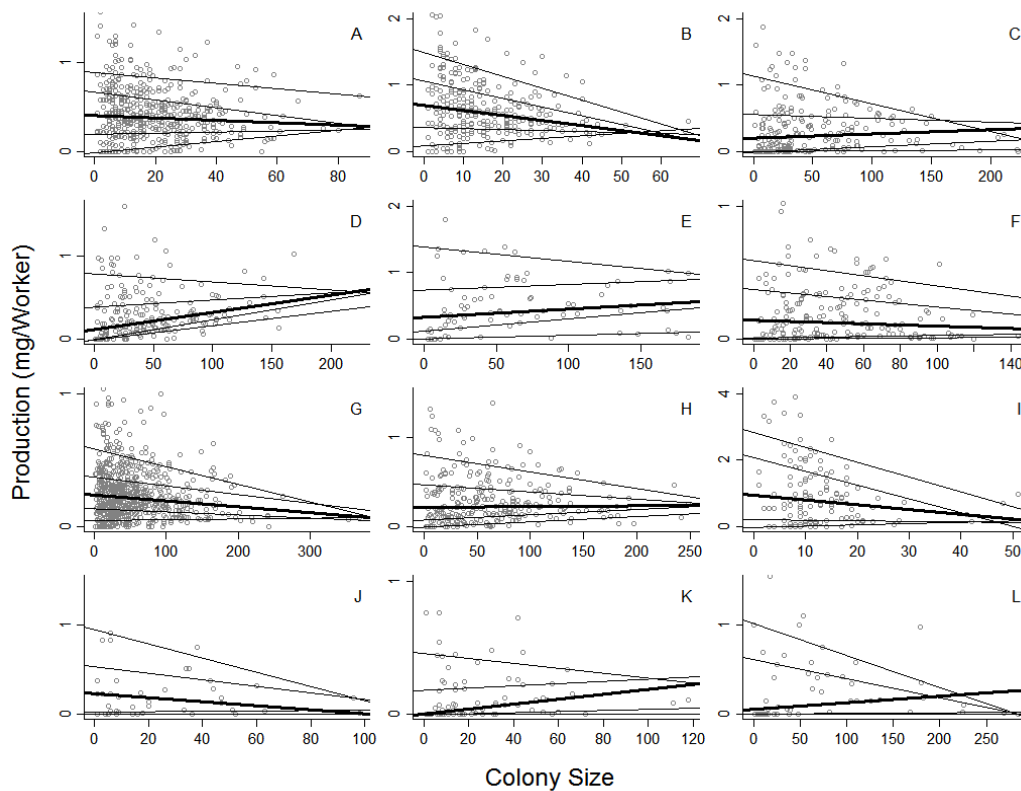 Production (mg/Worker)
A
1
0
0 20 40 60 80
B
2
1
0
0 10 20 30 40 50 60
C
2
1
0
0 50 100 150 200
D
1
0
0 50 100 150 200
E
2
1
0
0 50 100 150
F
1
0
0 20 40 60 80 100 140
G
1
0
0 100 200 300
H
1
0
0 50 100 150 200 250
I
4
2
0
0 10 20 30 40 50
J
1
0
0 20 40 60 80 100
K
1
0
0 20 40 60 80 100 120
L
1
0
0 50 100 150 200 250
Colony Size